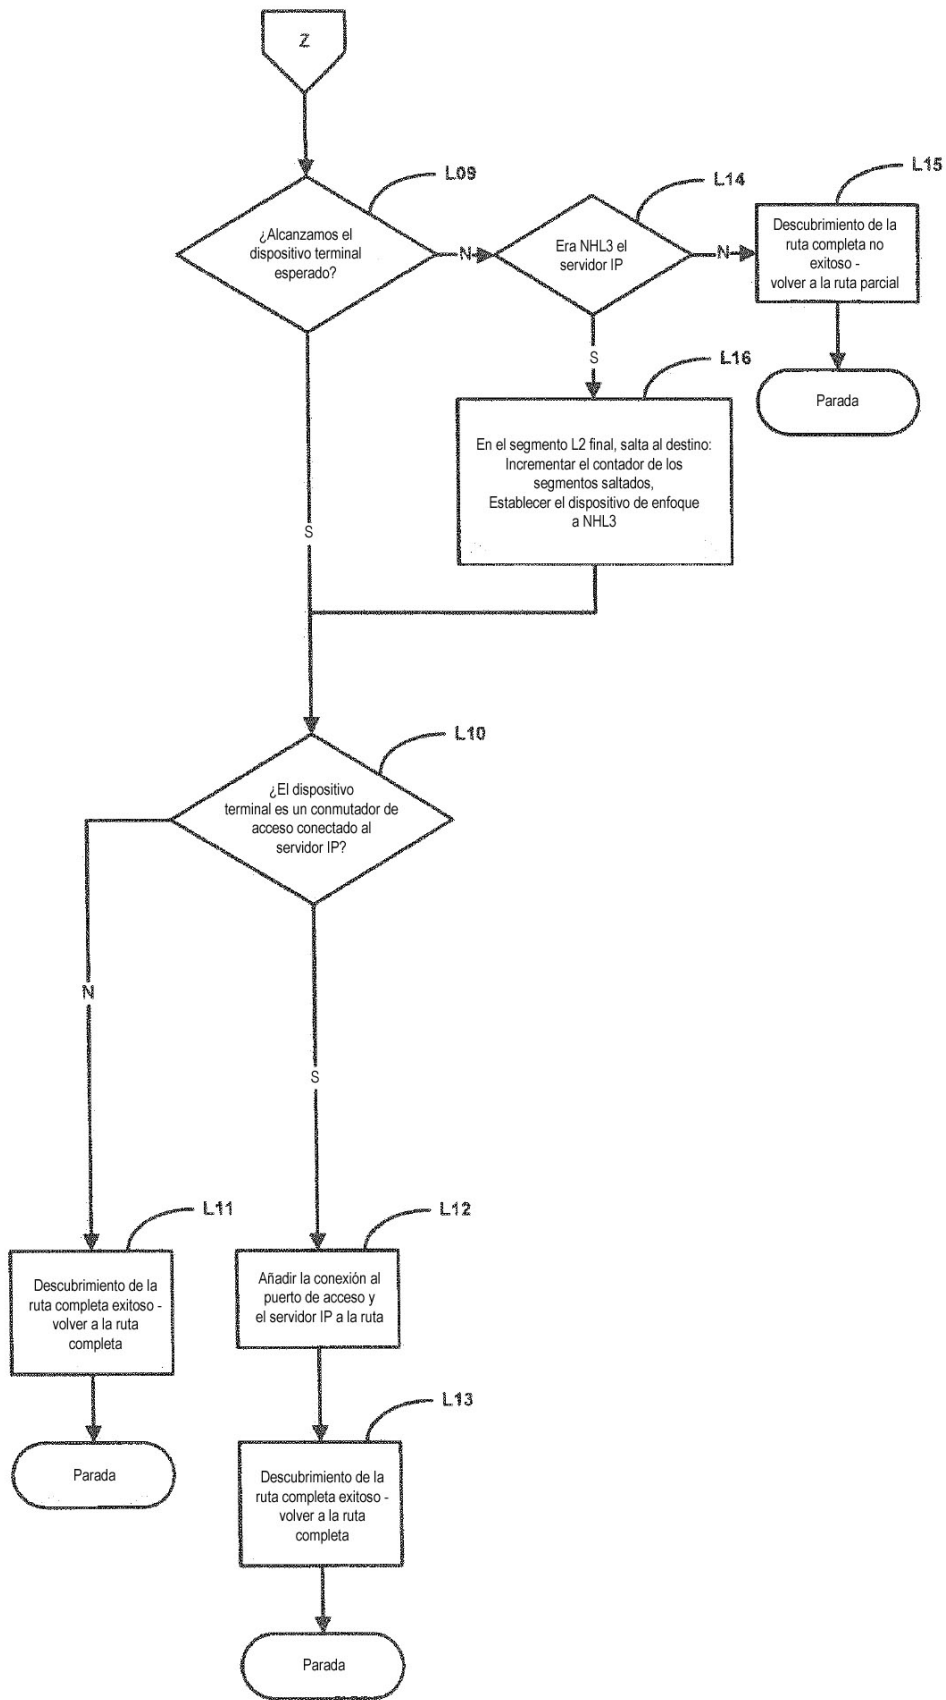 Z
L09
¿Alcanzamos el
dispositivo terminal
esperado?
N
L14
Era NHL3 el
servidor IP
N
L15
Descubrimiento de la
ruta completa no
exitoso -
volver a la ruta parcial
Parada
S
L16
En el segmento L2 final, salta al destino:
Incrementar el contador de los
segmentos saltados,
Establecer el dispositivo de enfoque
a NHL3
S
L10
¿El dispositivo
terminal es un conmutador de
acceso conectado al
servidor IP?
N
S
L11
Descubrimiento de la
ruta completa exitoso -
volver a la ruta
completa
Parada
L12
Añadir la conexión al
puerto de acceso y
el servidor IP a la ruta
L13
Descubrimiento de la
ruta completa exitoso -
volver a la ruta
completa
Parada